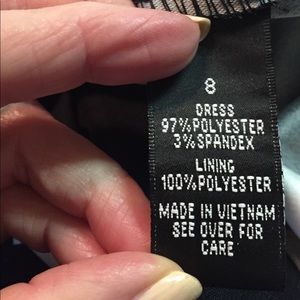 8
DRESS
97%POLYESTER
3%SPANDEX
LINING
100%POLYESTER
MADE IN VIETNAM
SEE OVER FOR
CARE